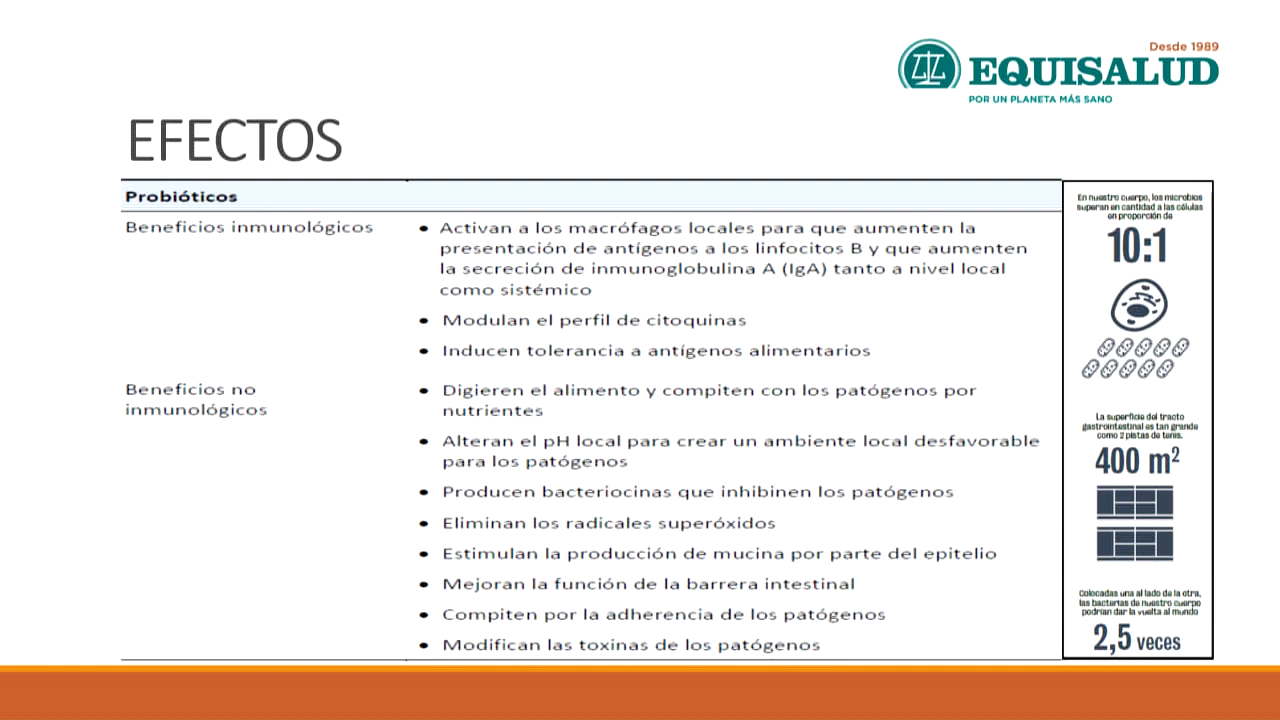 Desde 1989
EQUISALUD
POR UN PLANETA MÁS SANO
EFECTOS
Probióticos
Beneficios inmunológicos
• Activan a los macrófagos locales para que aumenten la
presentación de antígenos a los linfocitos B y que aumenten
la secreción de inmunoglobulina A (IgA) tanto a nivel local
como sistémico
• Modulan el perfil de citoquinas
• Inducen tolerancia a antígenos alimentarios
Beneficios no
inmunológicos
• Digieren el alimento y compiten con los patógenos por
nutrientes
• Alteran el pH local para crear un ambiente local desfavorable
para los patógenos
• Producen bacteriocinas que inhibinen los patógenos
• Eliminan los radicales superóxidos
• Estimulan la producción de mucina por parte del epitelio
• Mejoran la función de la barrera intestinal
• Compiten por la adherencia de los patógenos
• Modifican las toxinas de los patógenos
En nuestro cuerpo, los microbios
superan en cantidad a las células
en proporción de
10:1
La superficie del tracto
gastrointestinal es tan grande
como 2 pistas de tenis.
400 m²
Colocadas una al lado de la otra,
las bacterias de nuestro cuerpo
podrían dar la vuelta al mundo
2,5 veces